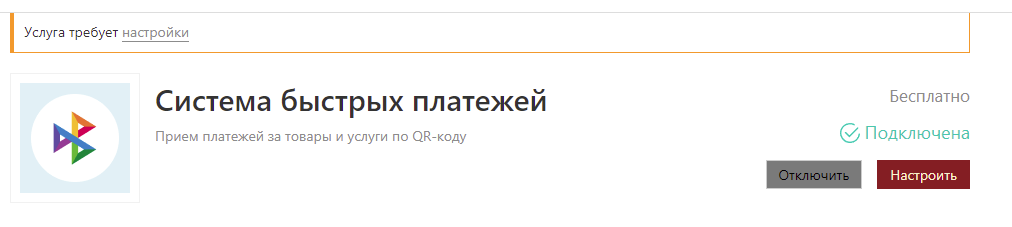 Услуга требует настройки
Система быстрых платежей
Прием платежей за товары и услуги по QR-коду
Бесплатно
Подключена
Отключить
Настроить